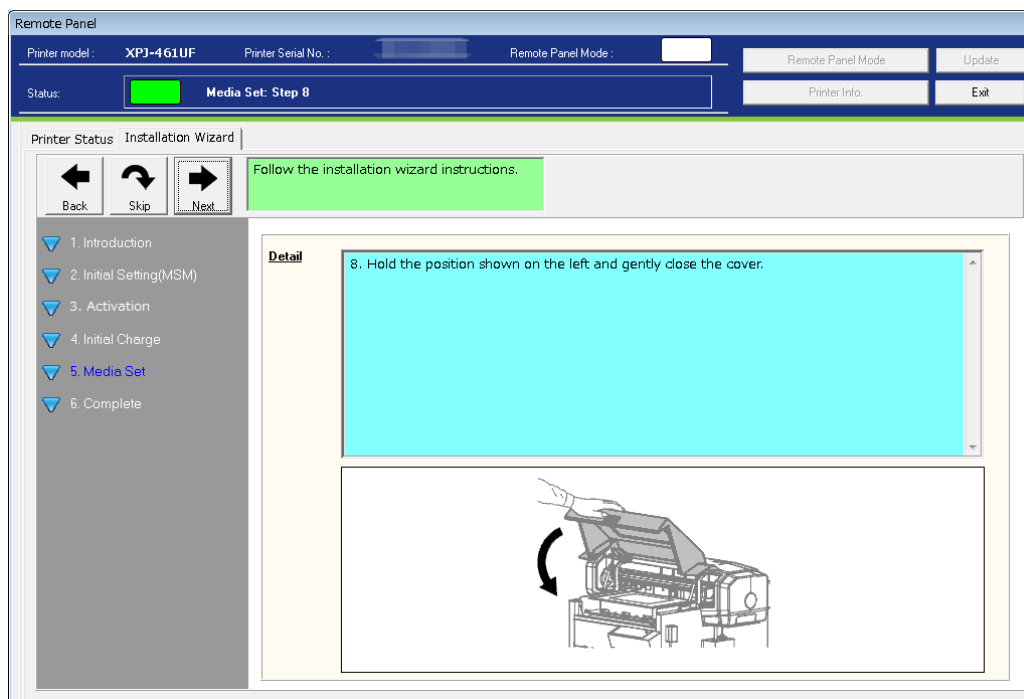 Remote Panel
Printer model : XPJ-461UF Printer Serial No. : Remote Panel Mode :
Remote Panel Mode Update
Status: Media Set: Step 8
Printer Info. Exit
Printer Status Installation Wizard
Follow the installation wizard instructions.
Back Skip Next
1. Introduction
2. Initial Setting(MSM)
3. Activation
4. Initial Charge
5. Media Set
6. Complete
Detail
8. Hold the position shown on the left and gently close the cover.